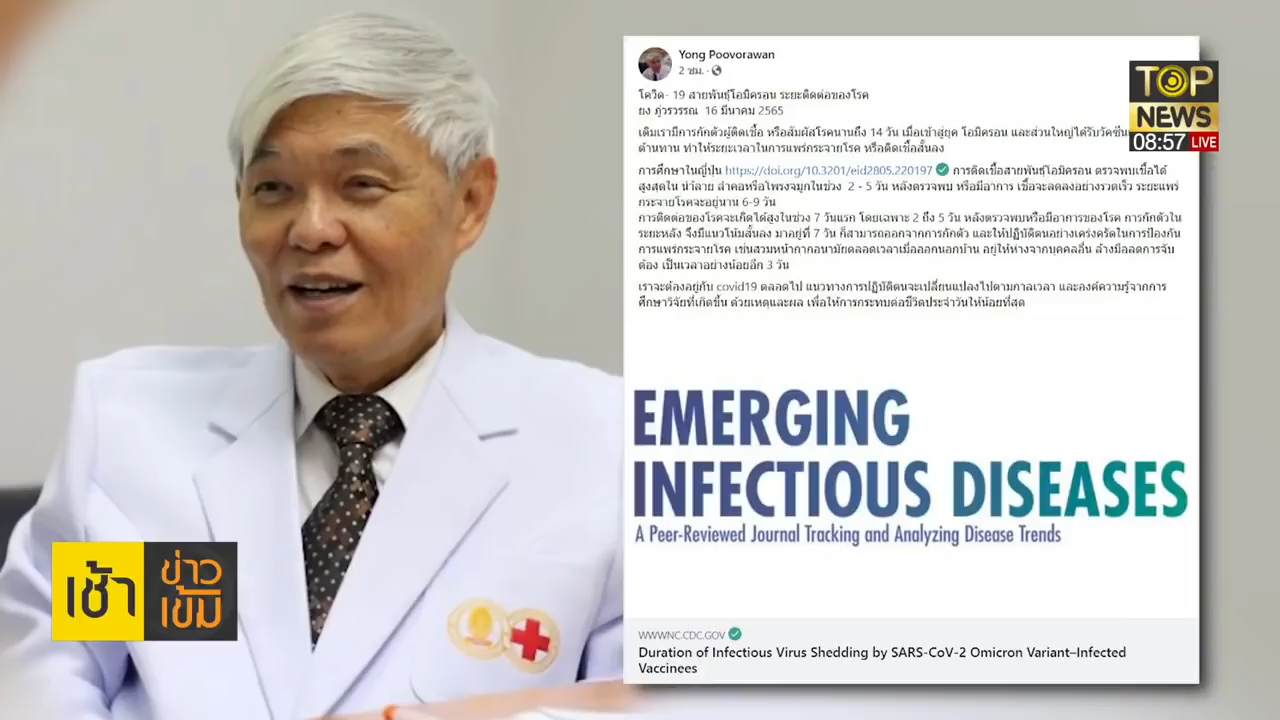 Yong Poovorawan
2 ชม. ·
โควิด- 19 สายพันธุ์โอมิครอน ระยะติดต่อของโรค
ยง ภู่วรวรรณ 16 มีนาคม 2565
เดิมเรามีการกักตัวผู้ติดเชื้อ หรือสัมผัสโรคนานถึง 14 วัน เมื่อเข้าสู่ยุค โอมิครอน และส่วนใหญ่ได้รับวัคซีน
ต้านทาน ทำให้ระยะเวลาในการแพร่กระจายโรค หรือติดเชื้อสั้นลง
การศึกษาในญี่ปุ่น https://doi.org/10.3201/eid2805.220197 การติดเชื้อสายพันธุ์โอมิครอน ตรวจพบเชื้อได้
สูงสุดใน น้ำลาย ลำคอหรือโพรงจมูกในช่วง 2 - 5 วัน หลังตรวจพบ หรือมีอาการ เชื้อจะลดลงอย่างรวดเร็ว ระยะแพร่
กระจายโรคจะอยู่นาน 6-9 วัน
การติดต่อของโรคจะเกิดได้สูงในช่วง 7 วันแรก โดยเฉพาะ 2 ถึง 5 วัน หลังตรวจพบหรือมีอาการของโรค การกักตัวใน
ระยะหลัง จึงมีแนวโน้มสั้นลง มาอยู่ที่ 7 วัน ก็สามารถออกจากการกักตัว และให้ปฏิบัติตนอย่างเคร่งครัดในการป้องกัน
การแพร่กระจายโรค เช่นสวมหน้ากากอนามัยตลอดเวลาเมื่อออกนอกบ้าน อยู่ให้ห่างจากบุคคลอื่น ล้างมือลดการจับ
ต้อง เป็นเวลาอย่างน้อยอีก 3 วัน
เราจะต้องอยู่กับ covid19 ตลอดไป แนวทางการปฏิบัติตนจะเปลี่ยนแปลงไปตามกาลเวลา และองค์ความรู้จากการ
ศึกษาวิจัยที่เกิดขึ้น ด้วยเหตุและผล เพื่อให้การกระทบต่อชีวิตประจำวันให้น้อยที่สุด
EMERGING
INFECTIOUS DISEASES
A Peer-Reviewed Journal Tracking and Analyzing Disease Trends
WWWNC.CDC.GOV
Duration of Infectious Virus Shedding by SARS-CoV-2 Omicron Variant–Infected
Vaccinees
TOP
NEWS
08:57 LIVE
เช้า
ข่าว
เข้ม